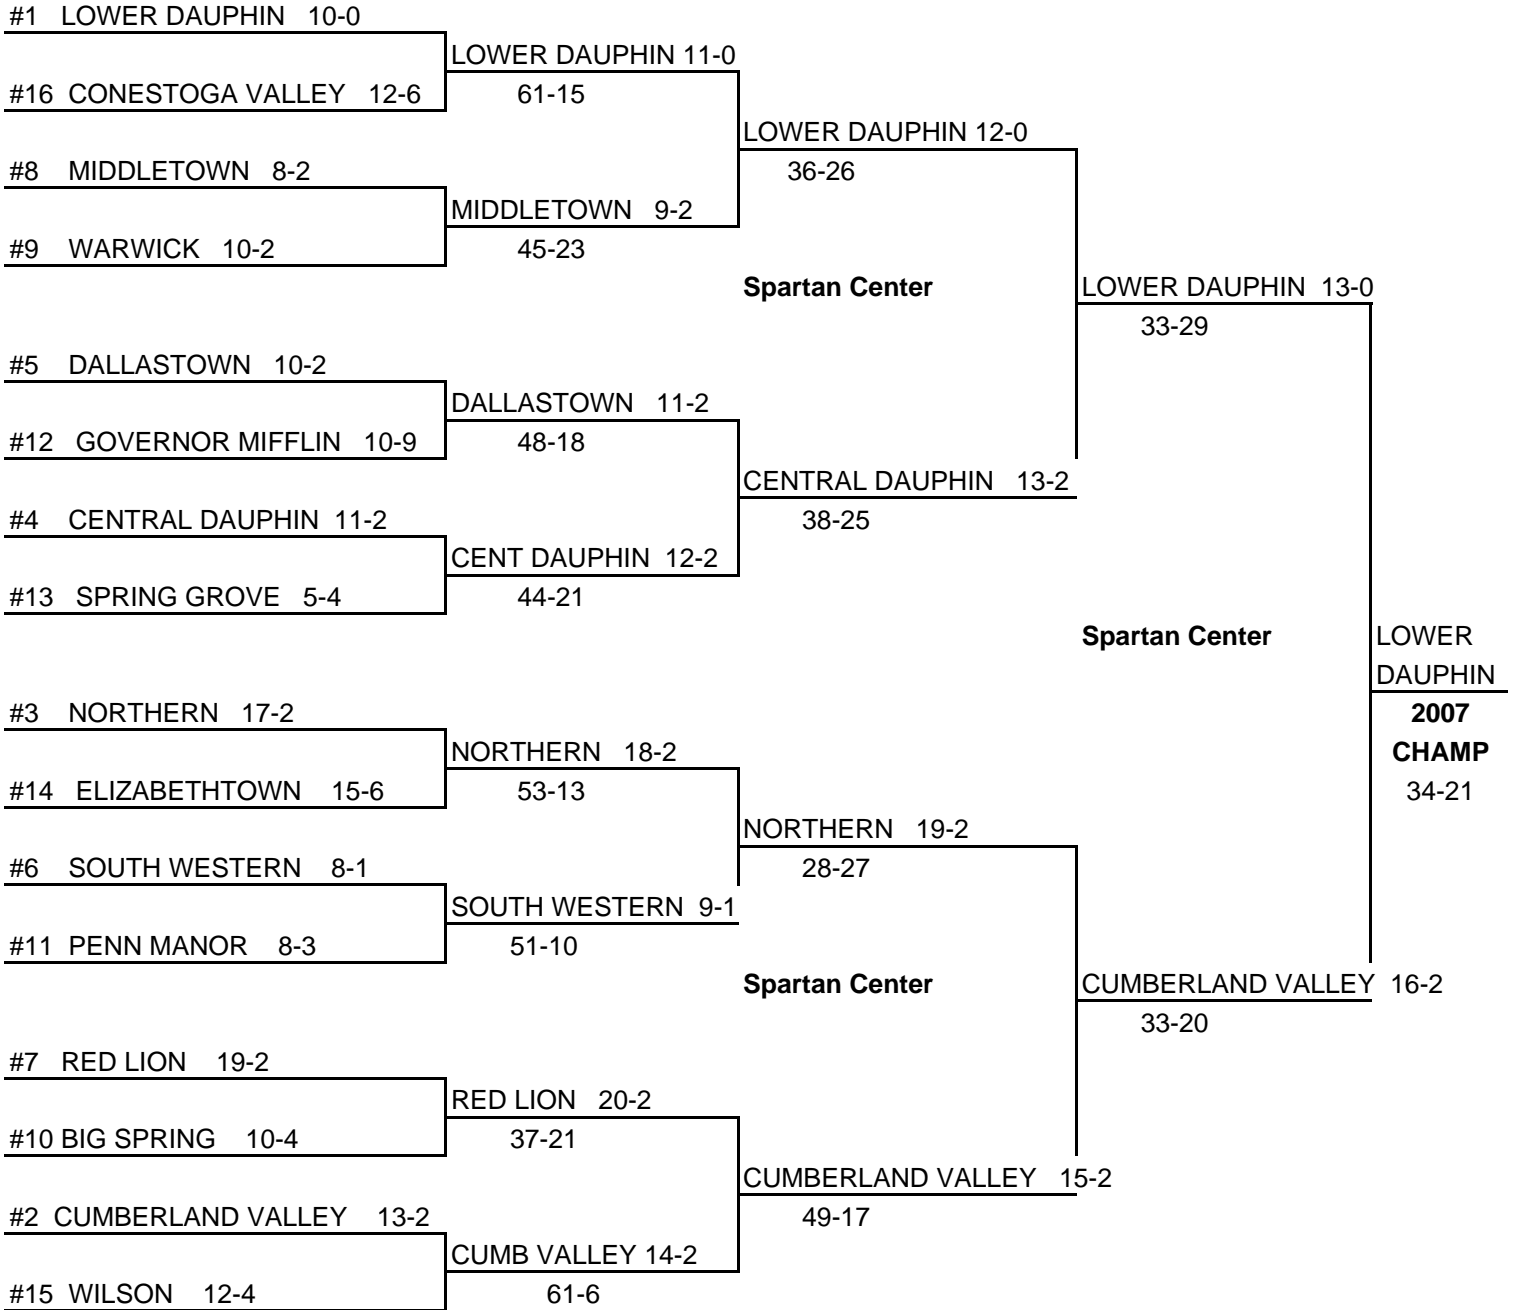 #1 LOWER DAUPHIN 10-0
LOWER DAUPHIN 11-0
#16 CONESTOGA VALLEY 12-6
61-15
LOWER DAUPHIN 12-0
#8 MIDDLETOWN 8-2
36-26
MIDDLETOWN 9-2
#9 WARWICK 10-2
45-23
Spartan Center
LOWER DAUPHIN 13-0
33-29
#5 DALLASTOWN 10-2
DALLASTOWN 11-2
#12 GOVERNOR MIFFLIN 10-9
48-18
CENTRAL DAUPHIN 13-2
#4 CENTRAL DAUPHIN 11-2
38-25
CENT DAUPHIN 12-2
#13 SPRING GROVE 5-4
44-21
Spartan Center
LOWER
DAUPHIN
#3 NORTHERN 17-2
2007
NORTHERN 18-2
CHAMP
#14 ELIZABETHTOWN 15-6
53-13
34-21
NORTHERN 19-2
#6 SOUTH WESTERN 8-1
28-27
SOUTH WESTERN 9-1
#11 PENN MANOR 8-3
51-10
Spartan Center
CUMBERLAND VALLEY 16-2
33-20
#7 RED LION 19-2
RED LION 20-2
#10 BIG SPRING 10-4
37-21
CUMBERLAND VALLEY 15-2
#2 CUMBERLAND VALLEY 13-2
49-17
CUMB VALLEY 14-2
#15 WILSON 12-4
61-6